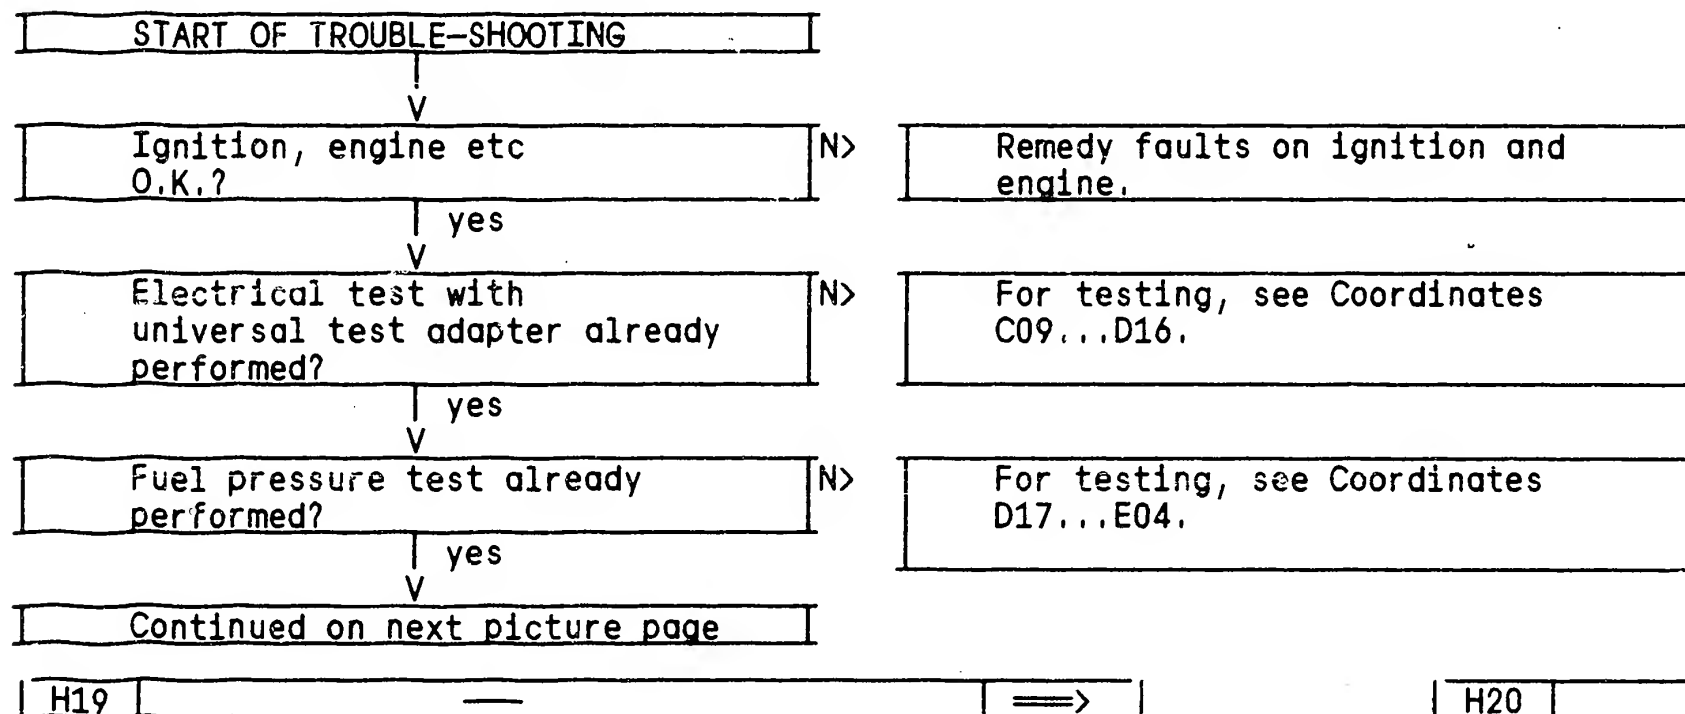 START OF TROUBLE-SHOOTING
Ignition, engine etc
O.K.?
N>
Remedy faults on ignition and
engine.
yes
Electrical test with
universal test adapter already
performed?
N>
For testing, see Coordinates
C09...D16.
yes
Fuel pressure test already
performed?
N>
For testing, see Coordinates
D17...E04.
yes
Continued on next picture page
H19
H20